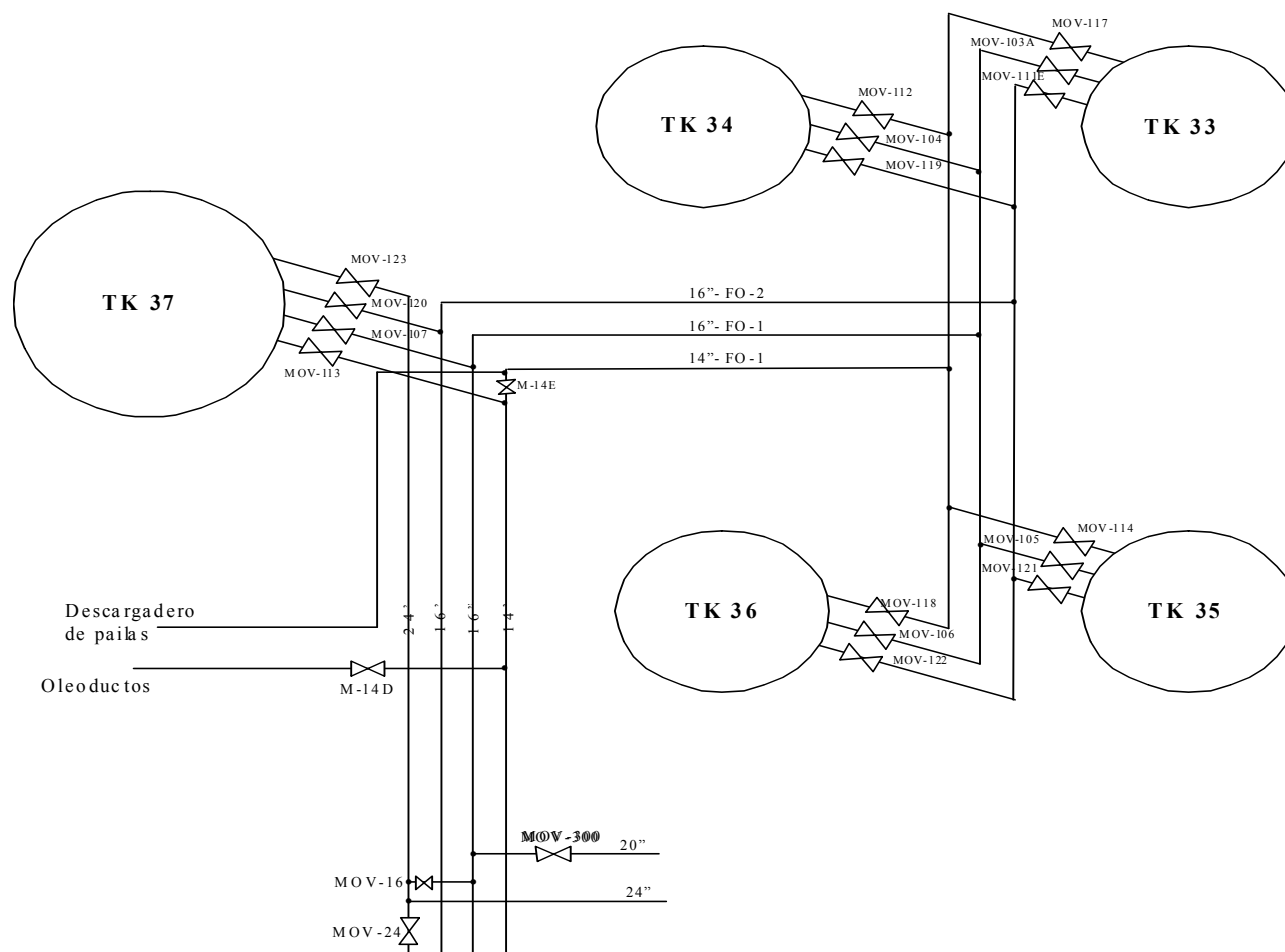 MOV-117
MOV-103A
MOV-111E
TK 33
MOV-112
TK 34
MOV-104
MOV-119
MOV-123
TK 37
MOV-120
MOV-107
MOV-113
16”- FO-2
16”- FO-1
14”- FO-1
M-14E
MOV-114
MOV-105
MOV-121
TK 35
MOV-118
TK 36
MOV-106
MOV-122
24’
16’
16”
14’
Descargadero
de pailas
Oleoductos
M-14D
MOV-300
20”
MOV-16
24”
MOV-24